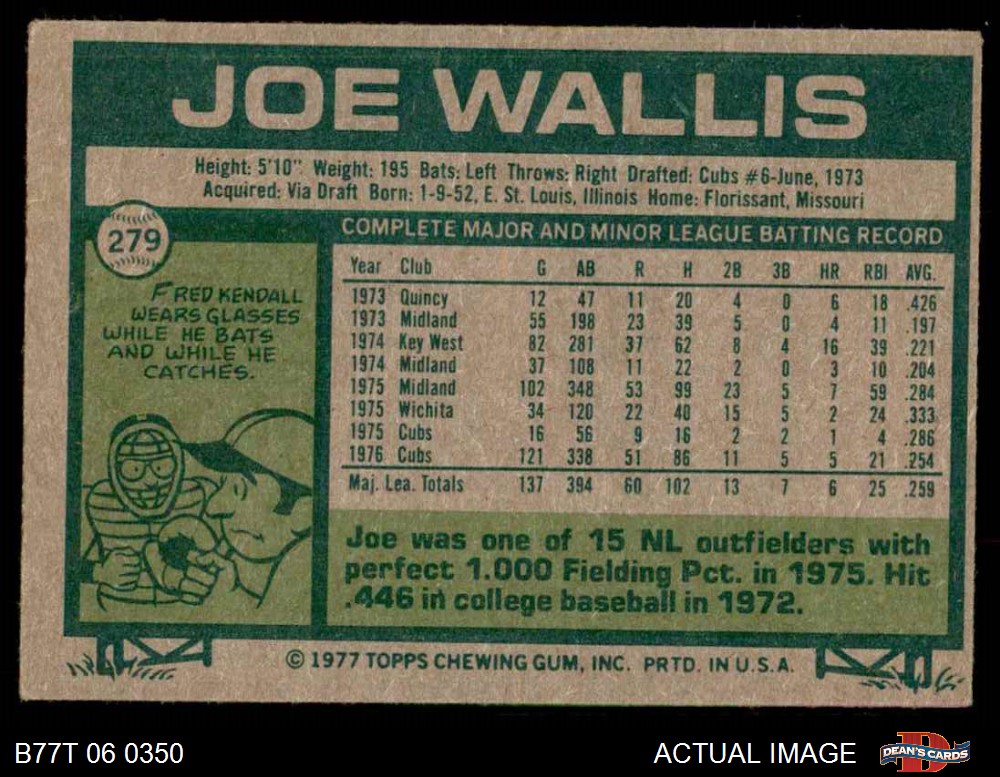 JOE WALLIS
Height: 5'10" Weight: 195 Bats: Left Throws: Right Drafted: Cubs #6-June, 1973
Acquired: Via Draft Born: 1-9-52, E. St. Louis, Illinois Home: Florissant, Missouri
279
FRED KENDALL
WEARS GLASSES
WHILE HE BATS
AND WHILE HE
CATCHES.
COMPLETE MAJOR AND MINOR LEAGUE BATTING RECORD
Year Club G AB R H 2B 3B HR RBI AVG.
1973 Quincy 12 47 11 20 4 0 6 18 .426
1973 Midland 55 198 23 39 5 0 4 11 .197
1974 Key West 82 281 37 62 8 4 16 39 .221
1974 Midland 37 108 11 22 2 0 3 10 .204
1975 Midland 102 348 53 99 23 5 7 59 .284
1975 Wichita 34 120 22 40 15 5 2 24 .333
1975 Cubs 16 56 9 16 2 2 1 4 .286
1976 Cubs 121 338 51 86 11 5 5 21 .254
Maj. Lea. Totals 137 394 60 102 13 7 6 25 .259
Joe was one of 15 NL outfielders with
perfect 1.000 Fielding Pct. in 1975. Hit
.446 in college baseball in 1972.
© 1977 TOPPS CHEWING GUM, INC. PRTD. IN U.S.A.
B77T 06 0350
ACTUAL IMAGE
D
DEAN'S CARDS